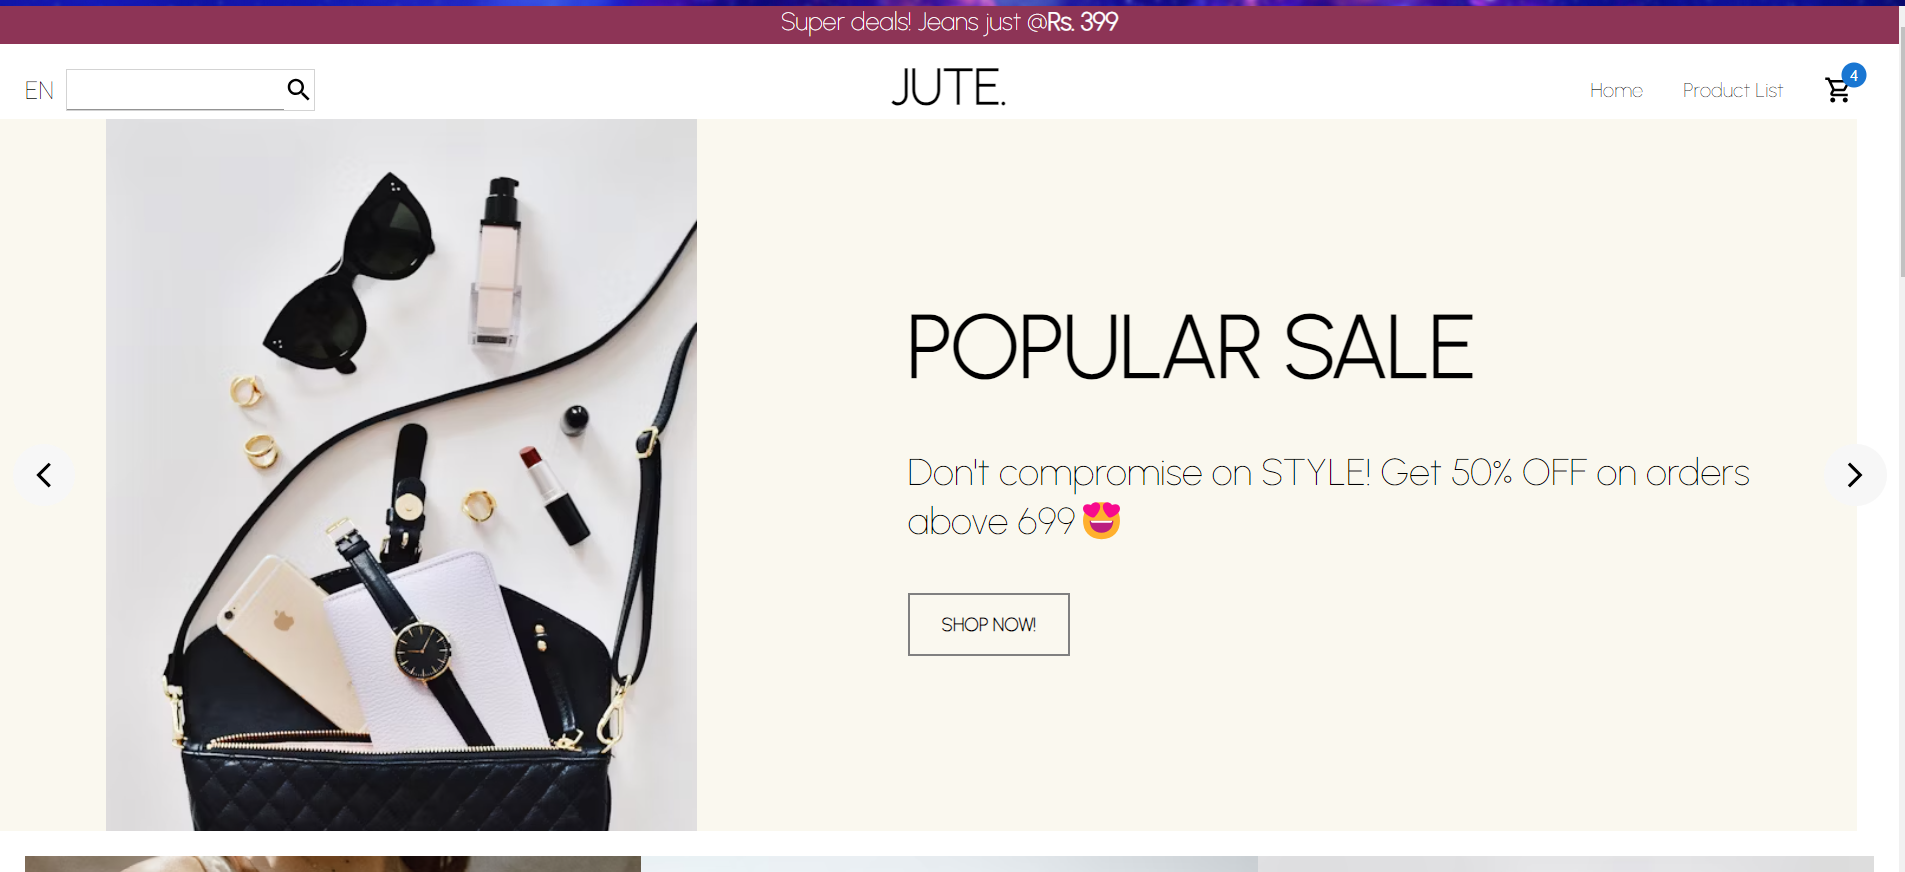 Super deals! Jeans just @Rs. 399
EN
JUTE.
Home
Product List
4
POPULAR SALE
Don't compromise on STYLE! Get 50% OFF on orders
above 699 😍
SHOP NOW!